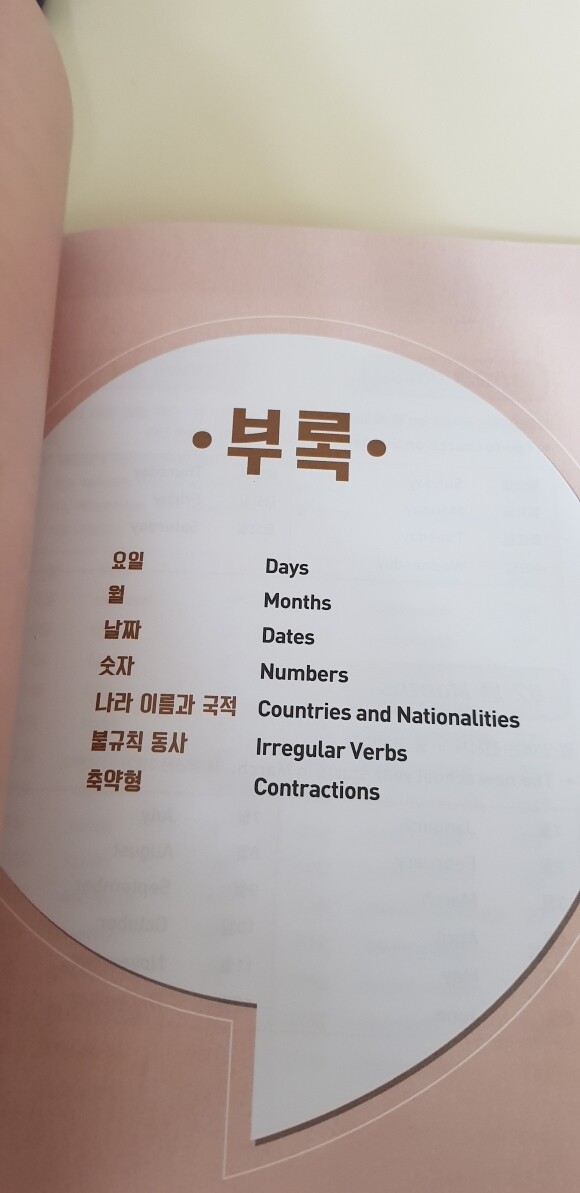 ·부록·
요일 Days
월 Months
날짜 Dates
숫자 Numbers
나라 이름과 국적 Countries and Nationalities
불규칙 동사 Irregular Verbs
축약형 Contractions